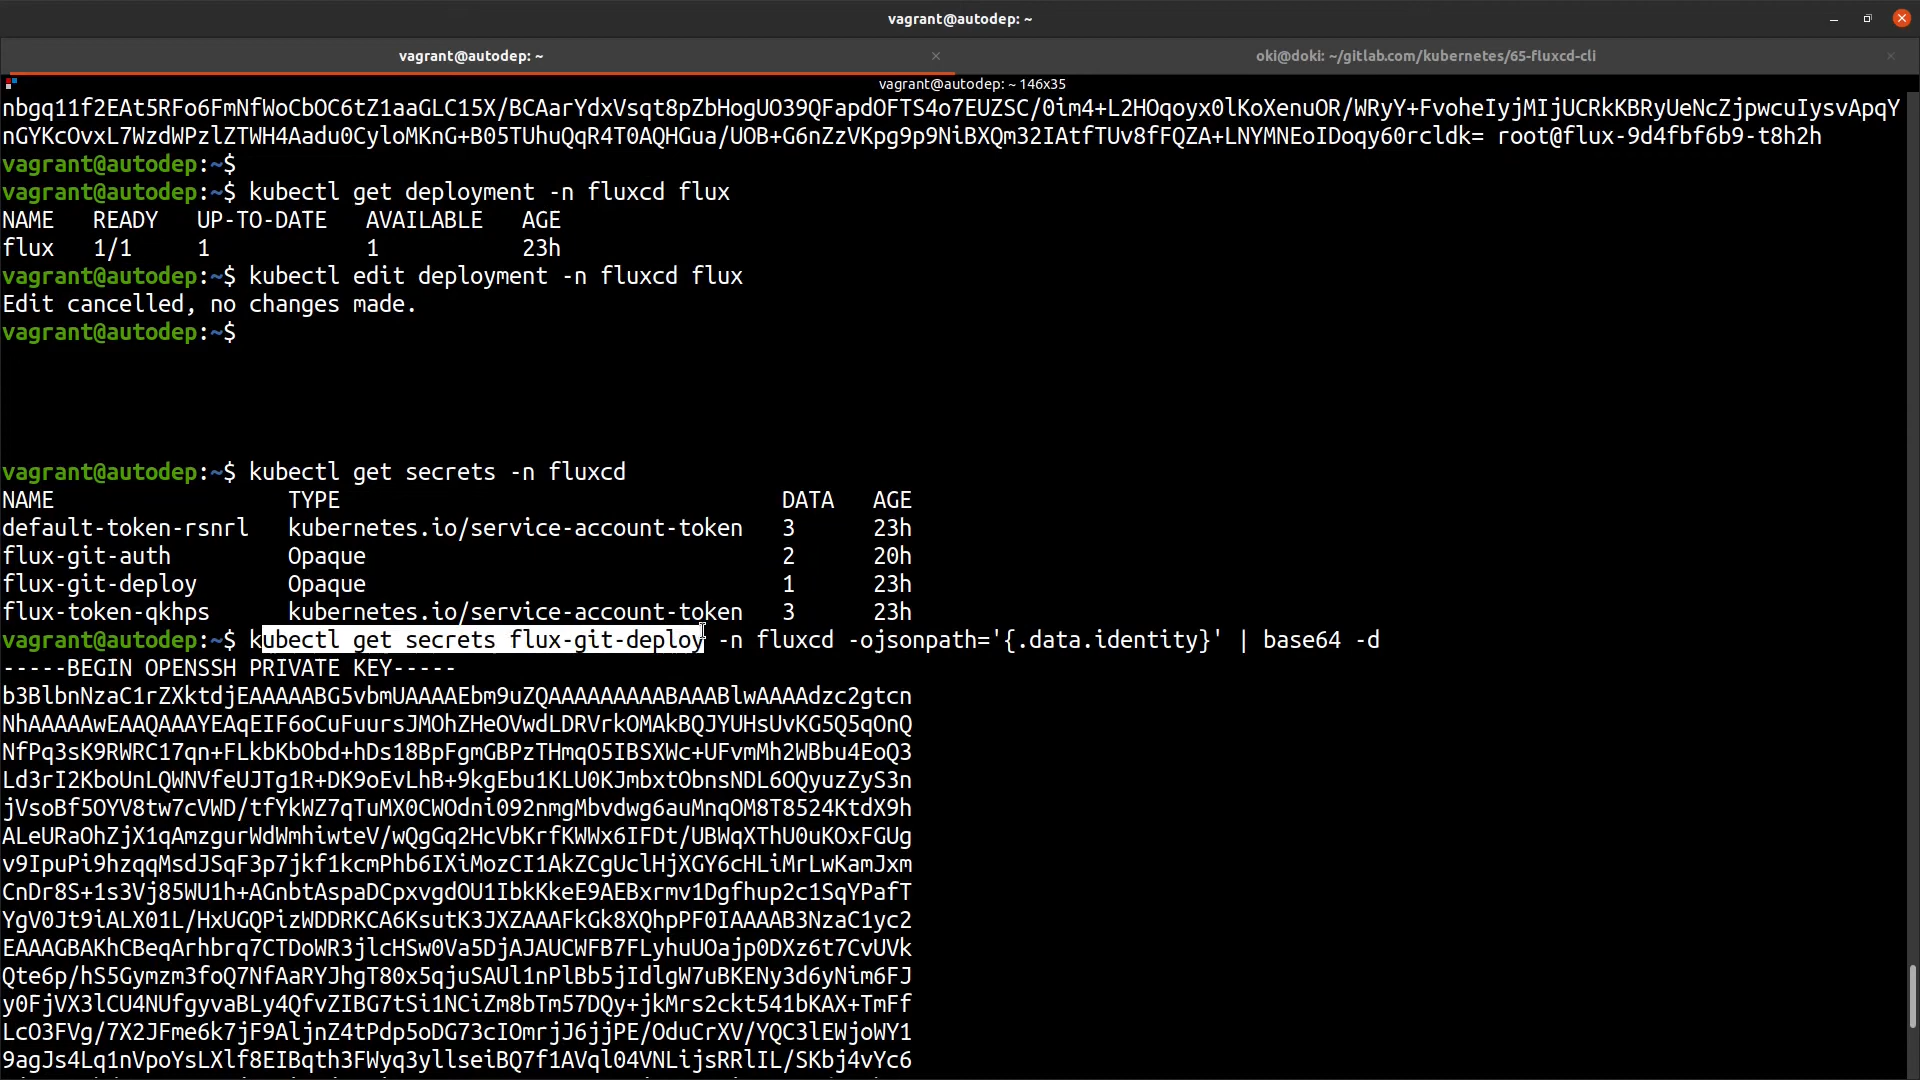 vagrant@autodep: ~
vagrant@autodep: ~
oki@doki: ~/gitlab.com/kubernetes/65-fluxcd-cli
vagrant@autodep: ~ 146x35
nbgq11f2EAt5RFo6FmNfWoCbOC6tZ1aaGLC15X/BCAarYdxVsqt8pZbHogUO39QFapdOFTS4o7EUZSC/0im4+L2HOqoyx0lKoXenuOR/WRyY+FvoheIyjMIjUCRkKBRyUeNcZjpwcuIysvApqY
nGYKcOvxL7WzdWPzlZTWH4Aadu0CyloMKnG+B05TUhuQqR4T0AQHGua/UOB+G6nZzVKpg9p9NiBXQm32IAtfTUv8fFQZA+LNYMNEoIDoqy60rcldk= root@flux-9d4fbf6b9-t8h2h
vagrant@autodep:~$
vagrant@autodep:~$ kubectl get deployment -n fluxcd flux
NAME READY UP-TO-DATE AVAILABLE AGE
flux 1/1 1 1 23h
vagrant@autodep:~$ kubectl edit deployment -n fluxcd flux
Edit cancelled, no changes made.
vagrant@autodep:~$
vagrant@autodep:~$ kubectl get secrets -n fluxcd
NAME TYPE DATA AGE
default-token-rsnrl kubernetes.io/service-account-token 3 23h
flux-git-auth Opaque 2 20h
flux-git-deploy Opaque 1 23h
flux-token-qkhps kubernetes.io/service-account-token 3 23h
vagrant@autodep:~$ kubectl get secrets flux-git-deploy -n fluxcd -ojsonpath='{.data.identity}' | base64 -d
-----BEGIN OPENSSH PRIVATE KEY-----
b3BlbnNzaC1rZXktdjEAAAAABG5vbmUAAAAEbm9uZQAAAAAAAAABAAABlwAAAAdzc2gtcn
NhAAAAAwEAAQAAAYEAqEIF6oCuFuursJMOhZHeOVwdLDRVrkOMAkBQJYUHsUvKG5Q5qOnQ
NfPq3sK9RWRC17qn+FLkbKbObd+hDs18BpFgmGBPzTHmqO5IBSXWc+UFvmMh2WBbu4EoQ3
Ld3rI2KboUnLQWNVfeUJTg1R+DK9oEvLhB+9kgEbu1KLU0KJmbxtObnsNDL6OQyuzZyS3n
jVsoBf5OYV8tw7cVWD/tfYkWZ7qTuMX0CWOdni092nmgMbvdwg6auMnqOM8T8524KtdX9h
ALeURaOhZjX1qAmzgurWdWmhiwteV/wQgGq2HcVbKrfKWWx6IFDt/UBWqXThU0uKOxFGUg
v9IpuPi9hzqqMsdJSqF3p7jkf1kcmPhb6IXiMozCI1AkZCgUclHjXGY6cHLiMrLwKamJxm
CnDr8S+1s3Vj85WU1h+AGnbtAspaDCpxvgdOU1IbkKkeE9AEBxrmv1Dgfhup2c1SqYPafT
YgV0Jt9iALX01L/HxUGQPizWDDRKCA6KsutK3JXZAAAFkGk8XQhpPF0IAAAAB3NzaC1yc2
EAAAGBAKhCBeqArhbrq7CTDoWR3jlcHSw0Va5DjAJAUCWFB7FLyhuUOajp0DXz6t7CvUVk
Qte6p/hS5Gymzm3foQ7NfAaRYJhgT80x5qjuSAUl1nPlBb5jIdlgW7uBKENy3d6yNim6FJ
y0FjVX3lCU4NUfgyvaBLy4QfvZIBG7tSi1NCiZm8bTm57DQy+jkMrs2ckt541bKAX+TmFf
LcO3FVg/7X2JFme6k7jF9AljnZ4tPdp5oDG73cIOmrjJ6jjPE/OduCrXV/YQC3lEWjoWY1
9agJs4Lq1nVpoYsLXlf8EIBqth3FWyq3yllseiBQ7f1AVql04VNLijsRRlIL/SKbj4vYc6